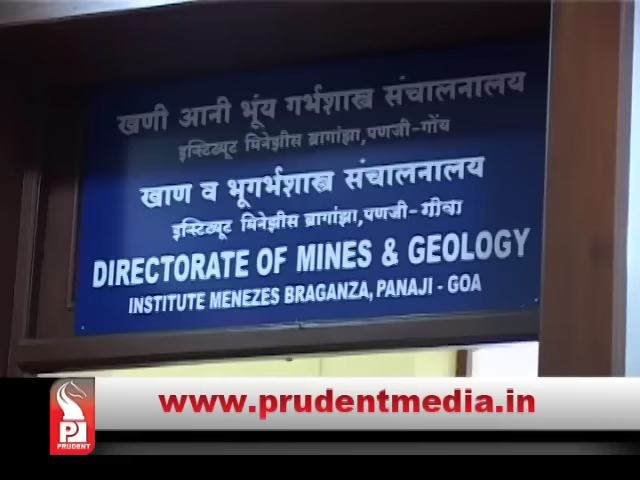 खणी आनी भूंय गर्भशास्त्र संचालनालय
इन्स्टिट्यूट मिनेझीस ब्रागांझा, पणजी-गोंय
खाण व भूगर्भशास्त्र संचालनालय
इन्स्टिट्यूट मिनेझीस ब्रागांझा, पणजी-गोवा
DIRECTORATE OF MINES & GEOLOGY
INSTITUTE MENEZES BRAGANZA, PANAJI - GOA
www.prudentmedia.in
PRUDENT